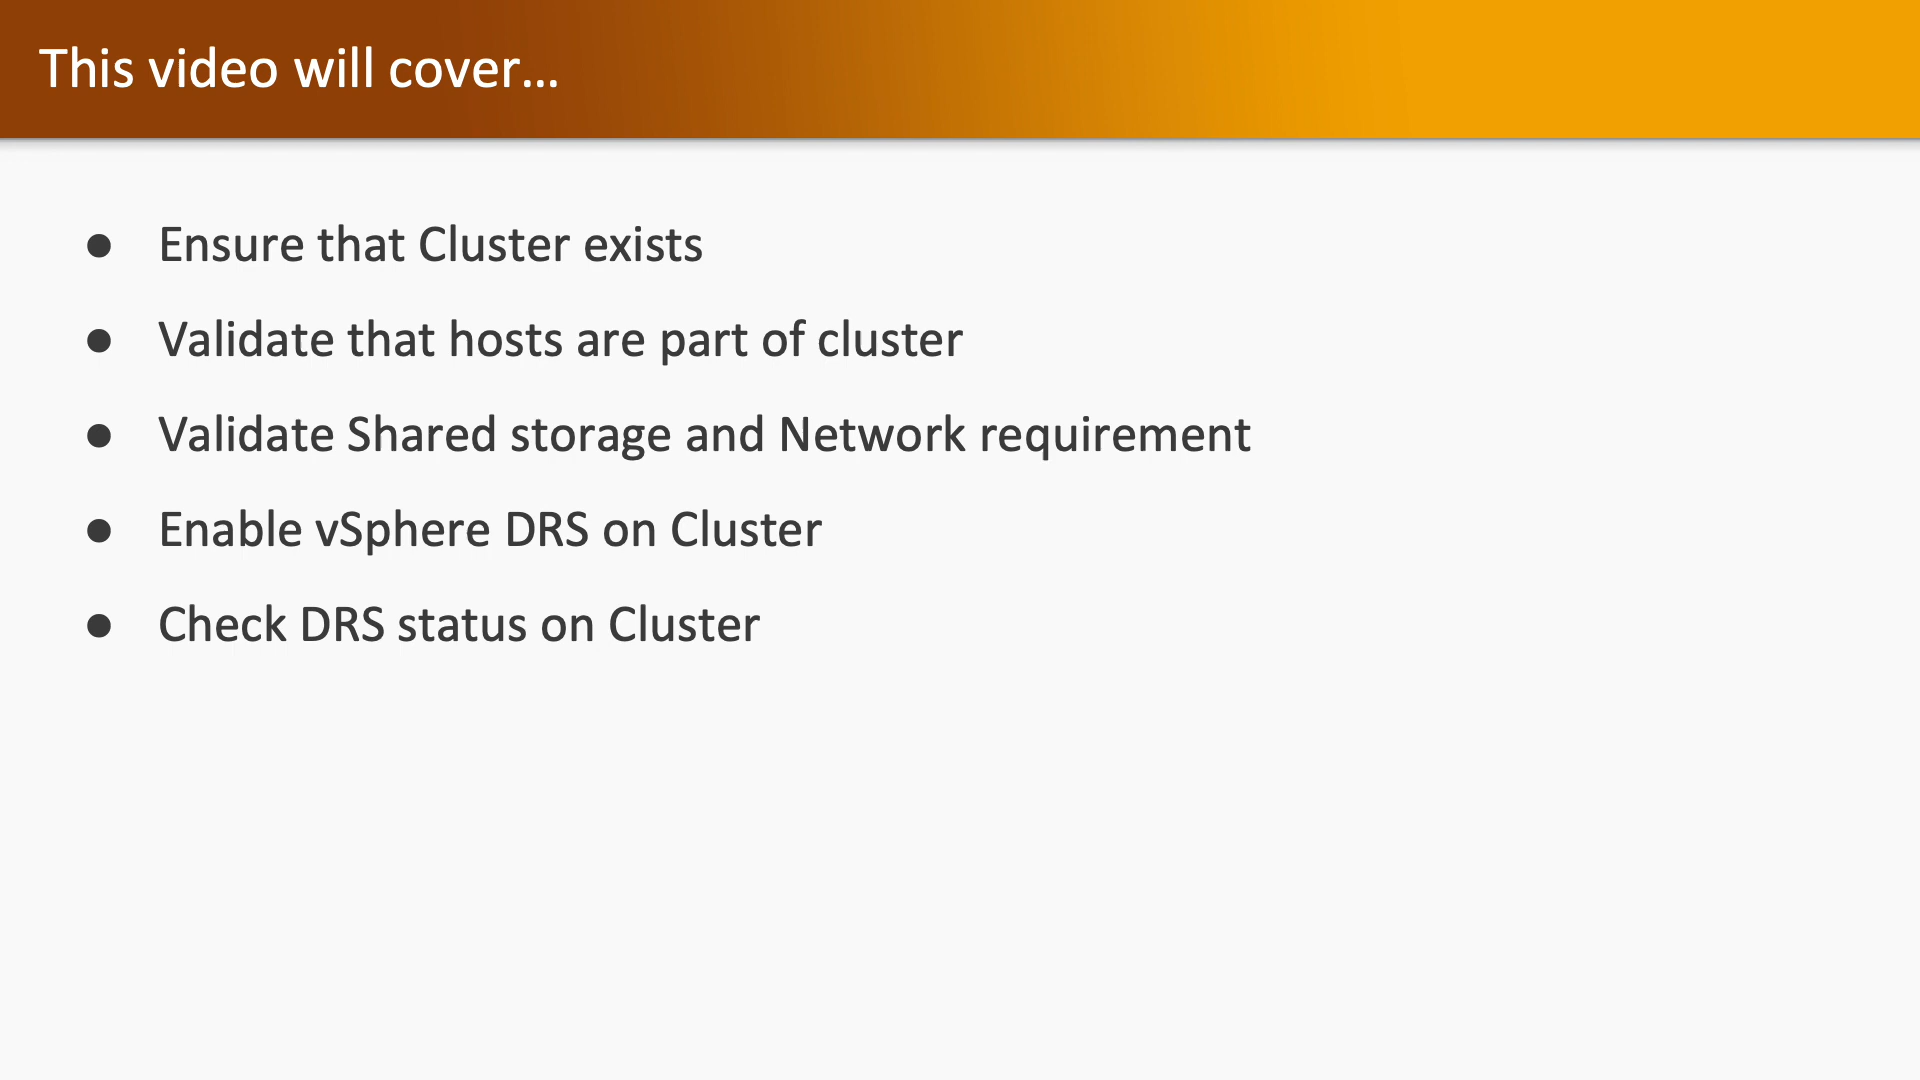 This video will cover…
● Ensure that Cluster exists
● Validate that hosts are part of cluster
● Validate Shared storage and Network requirement
● Enable vSphere DRS on Cluster
● Check DRS status on Cluster